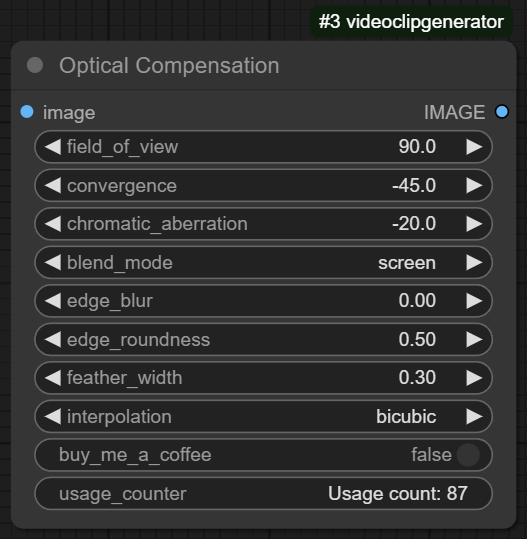 #3 videoclipgenerator
Optical Compensation
image IMAGE
field_of_view 90.0
convergence -45.0
chromatic_aberration -20.0
blend_mode screen
edge_blur 0.00
edge_roundness 0.50
feather_width 0.30
interpolation bicubic
buy_me_a_coffee false
usage_counter Usage count: 87